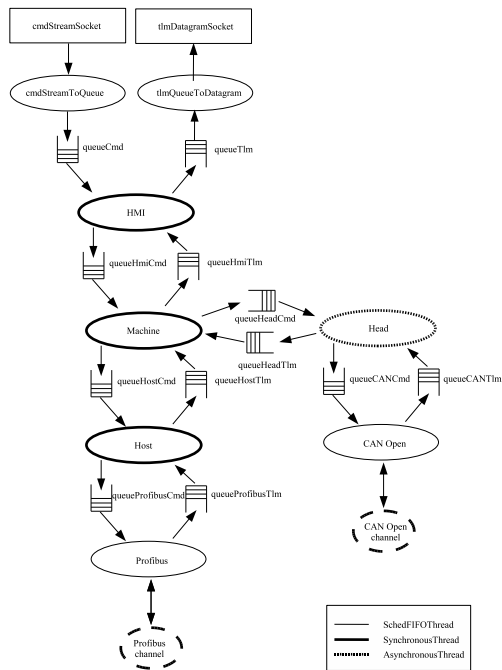 cmdStreamSocket
tlmDatagramSocket
cmdStreamToQueue
tlmQueueToDatagram
queueCmd
queueTlm
HMI
queueHmiCmd
queueHmiTlm
queueHeadCmd
Machine
Head
queueHeadTlm
queueHostCmd
queueHostTlm
queueCANCmd
queueCANTlm
Host
CAN Open
queueProfibusCmd
queueProfibusTlm
CAN Open
channel
Profibus
Profibus
channel
SchedFIFOThread
SynchronousThread
AsynchronousThread